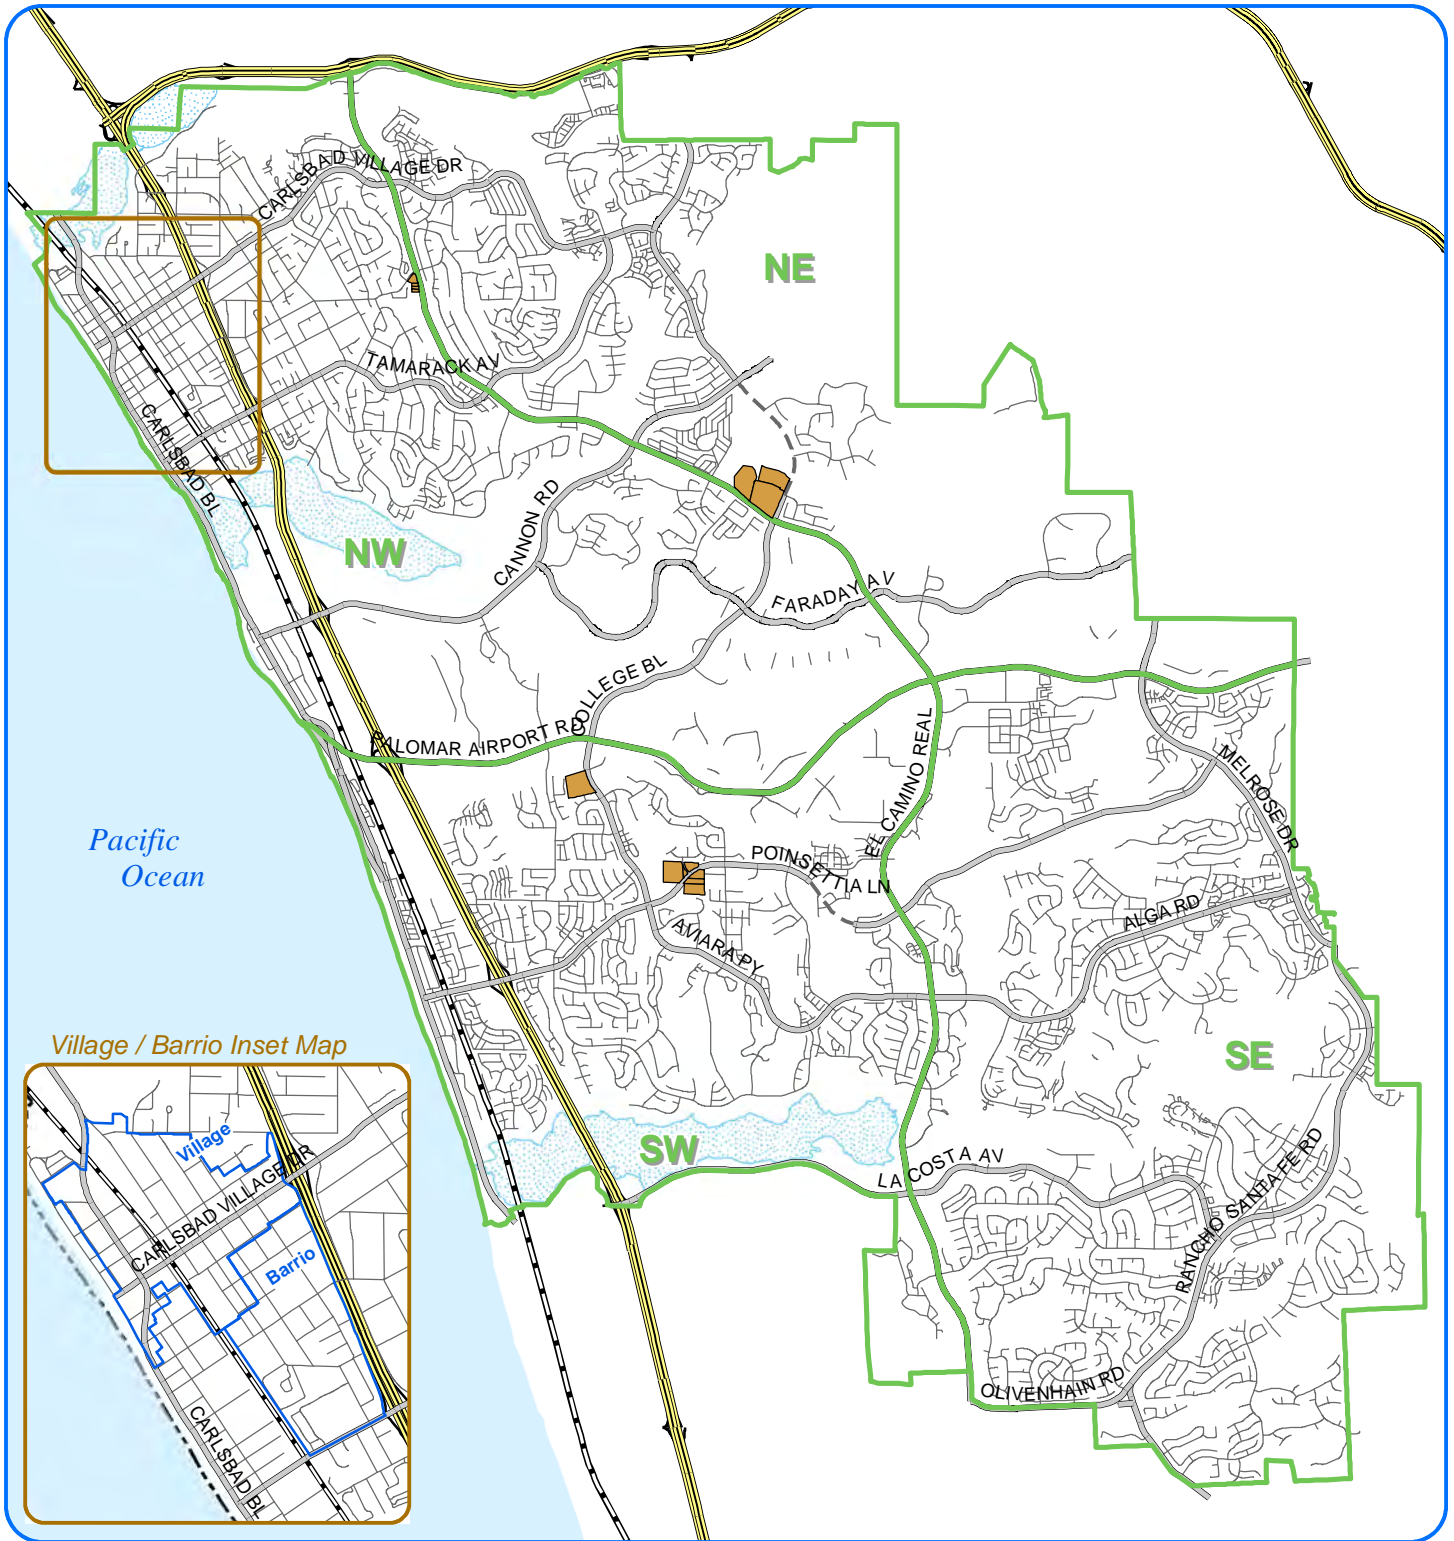 CARLSBAD VILLAGE DR
NE
TAMARACK AV
CARLSBAD BL
CANNON RD
NW
FARADAY AV
COLLEGE BL
PALOMAR AIRPORT RD
EL CAMINO REAL
MELROSE DR
Pacific
Ocean
POINSETTIA LN
ALGA RD
AVIARA PY
SE
SW
LA COSTA AV
RANCHO SANTA FE RD
OLIVENHAIN RD
Village / Barrio Inset Map
Village
CARLSBAD VILLAGE DR
Barrio
CARLSBAD BL